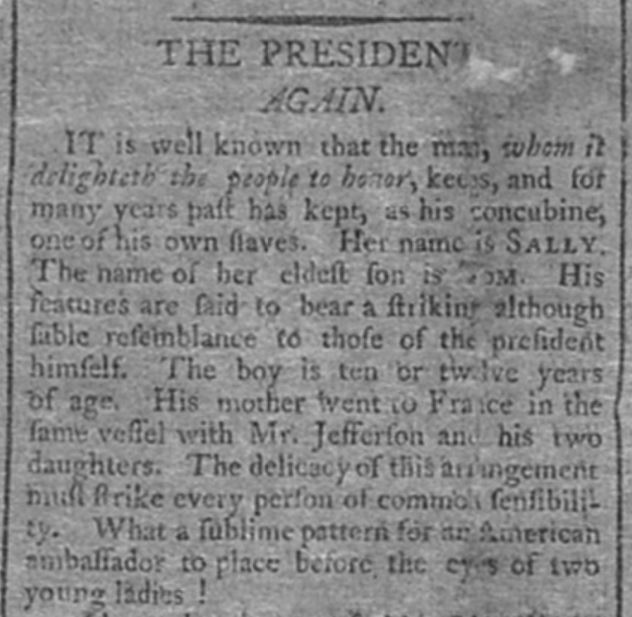 THE PRESIDENT
AGAIN.
IT is well known that the man, whom it
delighteth the people to honor, keeps, and for
many years paſt has kept, as his concubine,
one of his own ſlaves. Her name is SALLY.
The name of her eldeſt ſon is TOM. His
features are ſaid to bear a ſtriking although
ſable reſemblance to thoſe of the preſident
himſelf. The boy is ten or twelve years
of age. His mother went to France in the
ſame veſſel with Mr. Jefferſon and his two
daughters. The delicacy of this arrangement
muſt ſtrike every perſon of common ſenſibili-
ty. What a ſublime pattern for an American
ambaſſador to place before the eyes of two
young ladies !